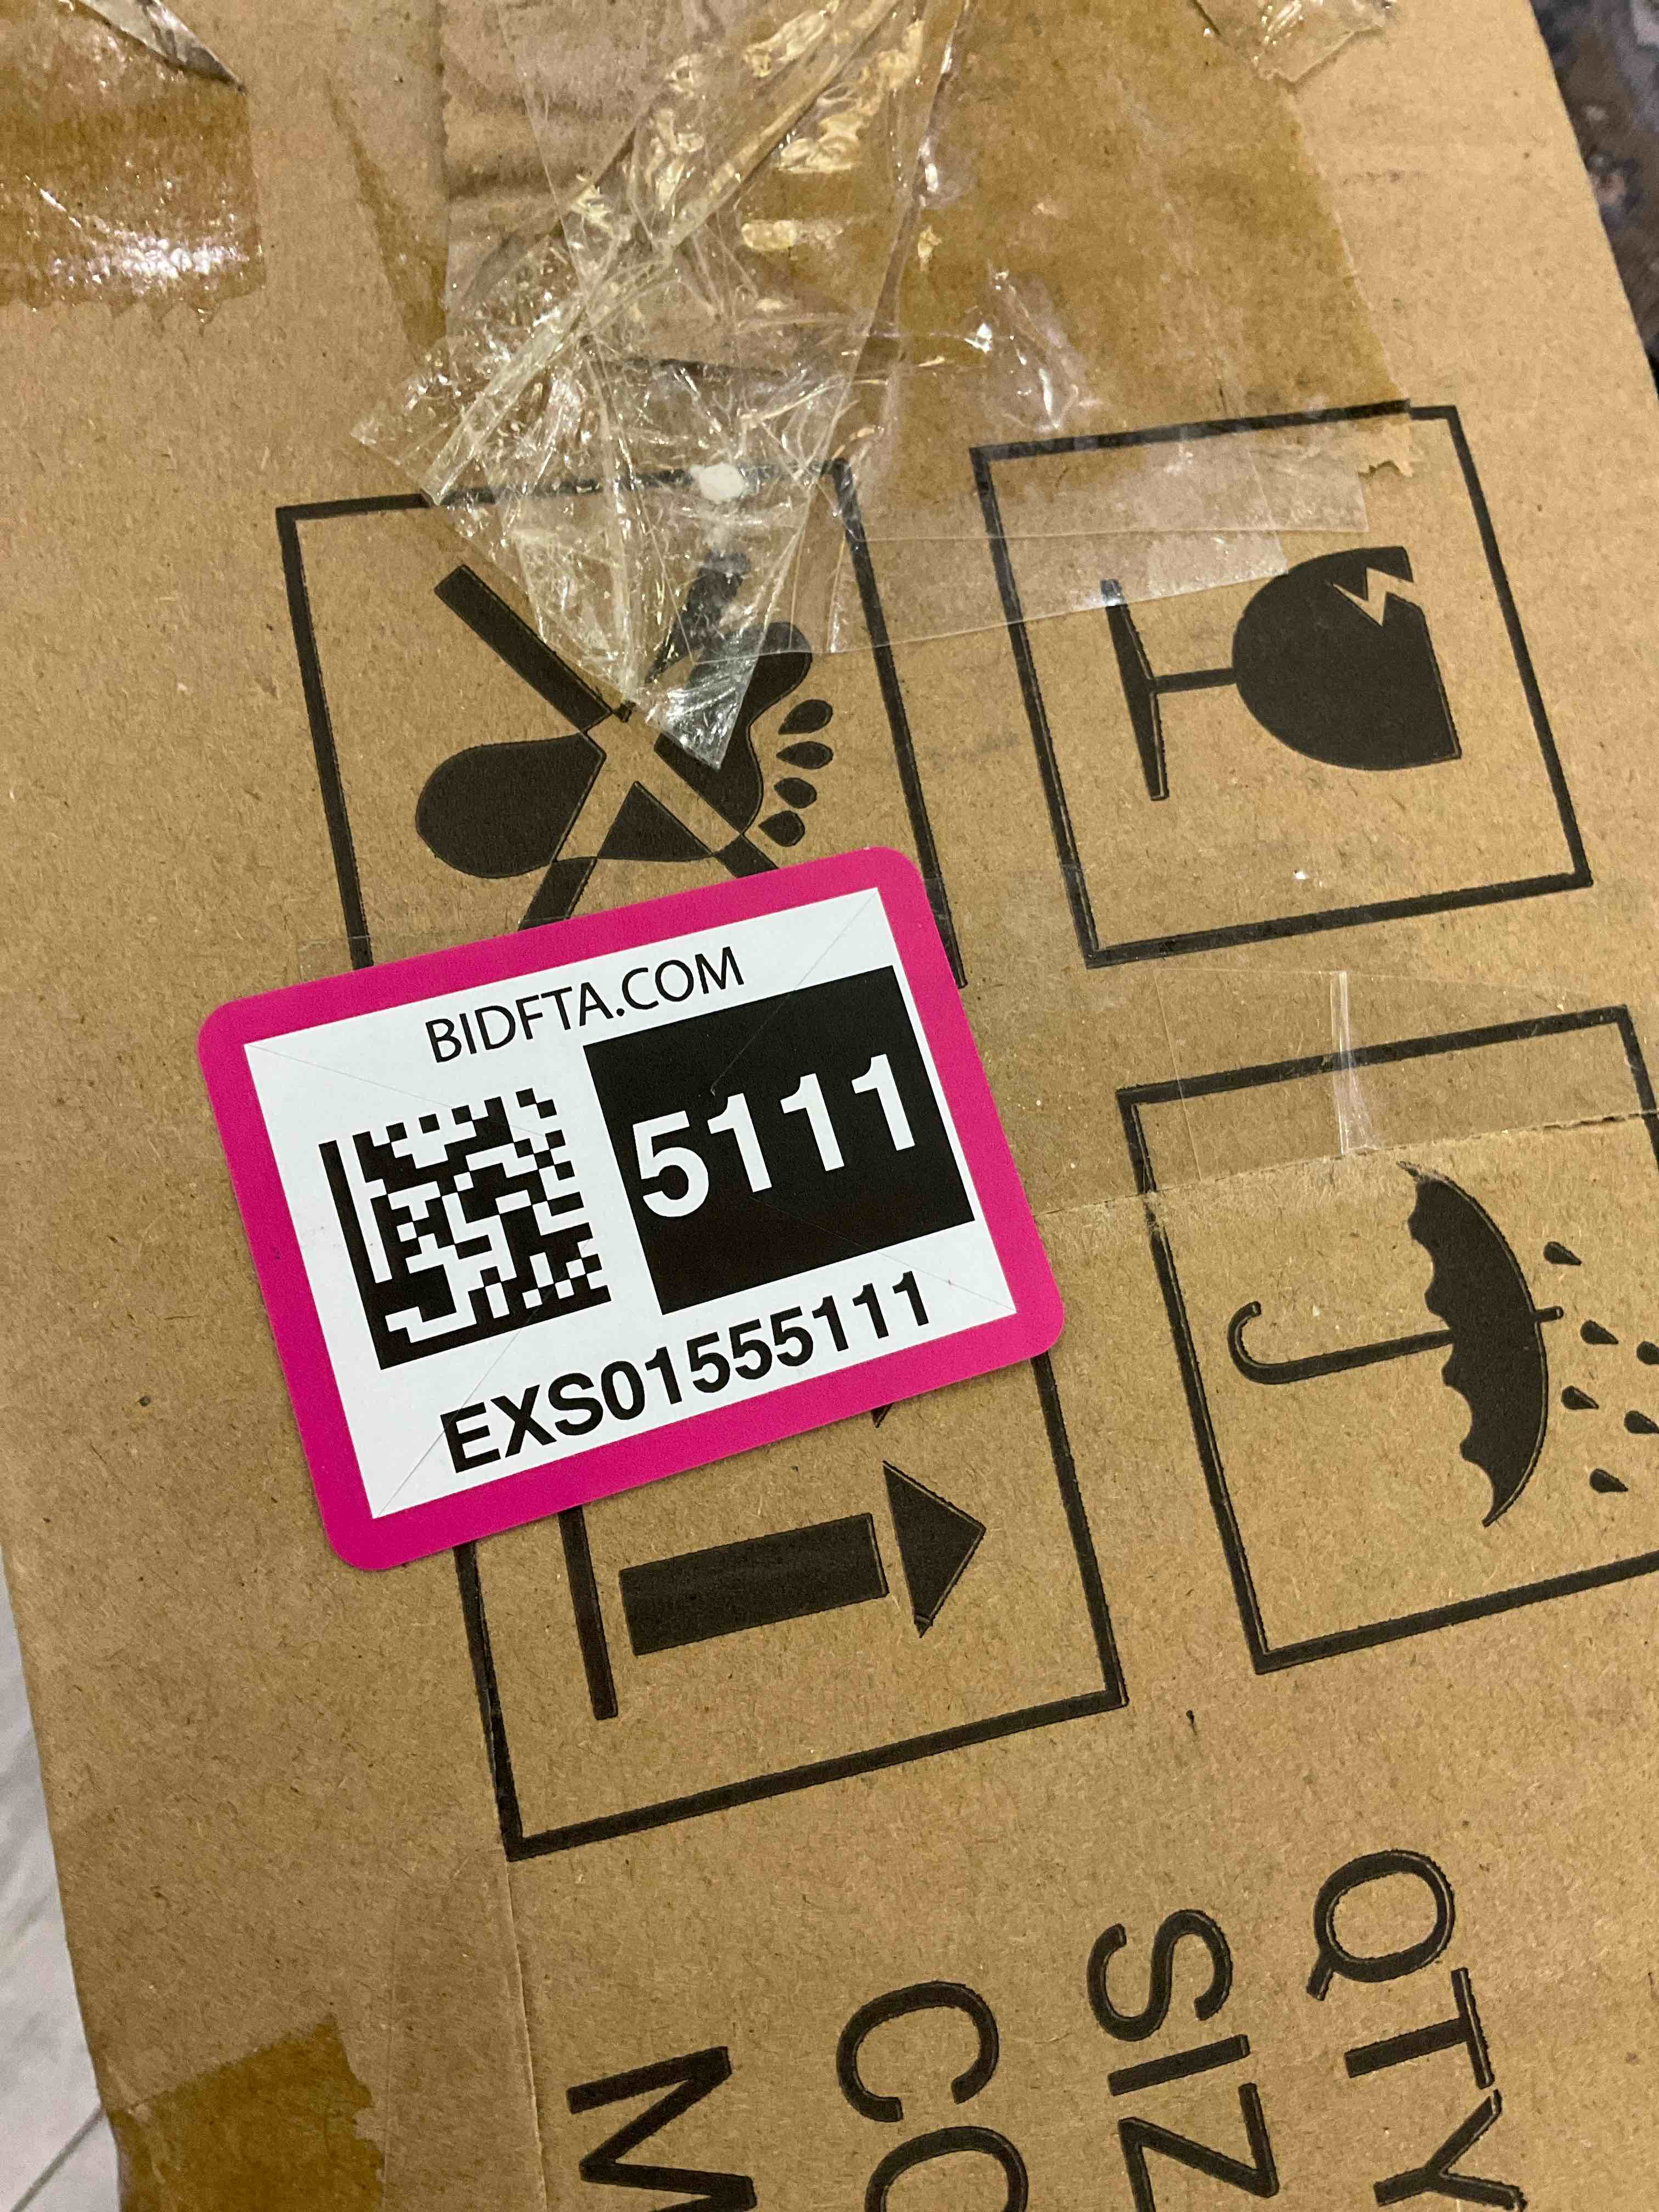 BIDFTA.COM
5111
EXS01555111
QTY
SIZ
CO
M